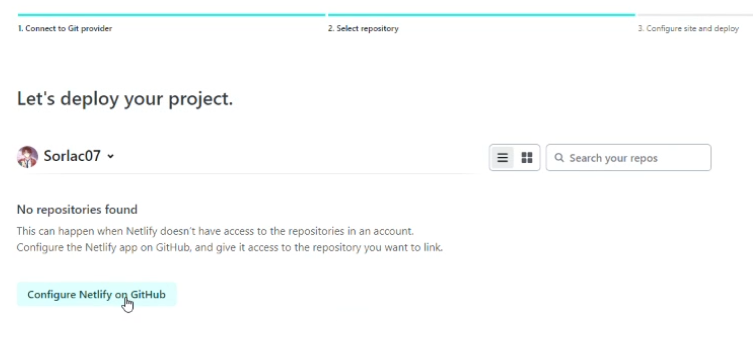 1. Connect to Git provider
2. Select repository
3. Configure site and deploy
Let's deploy your project.
Sorlac07
Search your repos
No repositories found
This can happen when Netlify doesn't have access to the repositories in an account.
Configure the Netlify app on GitHub, and give it access to the repository you want to link.
Configure Netlify on GitHub